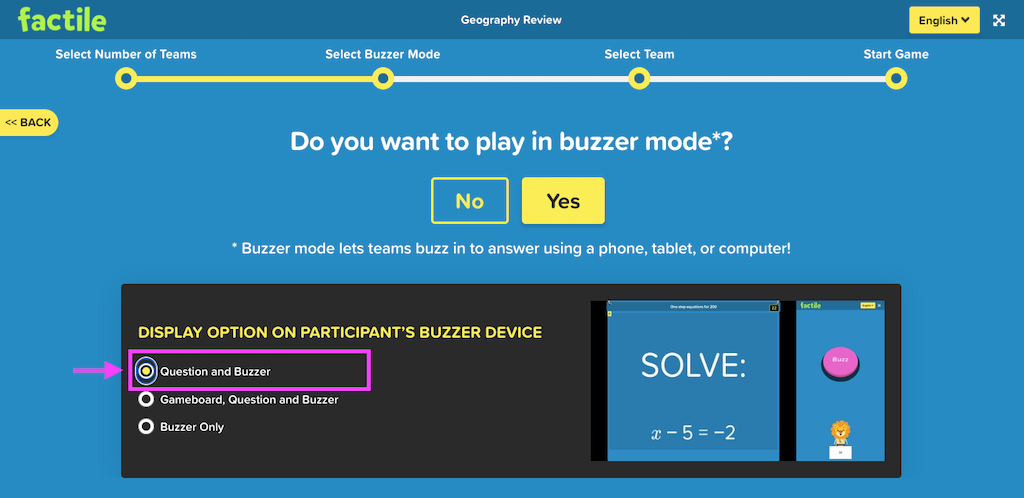 factile
Geography Review
English
Select Number of Teams
Select Buzzer Mode
Select Team
Start Game
<< BACK
Do you want to play in buzzer mode*?
No
Yes
* Buzzer mode lets teams buzz in to answer using a phone, tablet, or computer!
DISPLAY OPTION ON PARTICIPANT'S BUZZER DEVICE
Question and Buzzer
Gameboard, Question and Buzzer
Buzzer Only
One step equations for 200
SOLVE:
x − 5 = −2
factile
Buzz